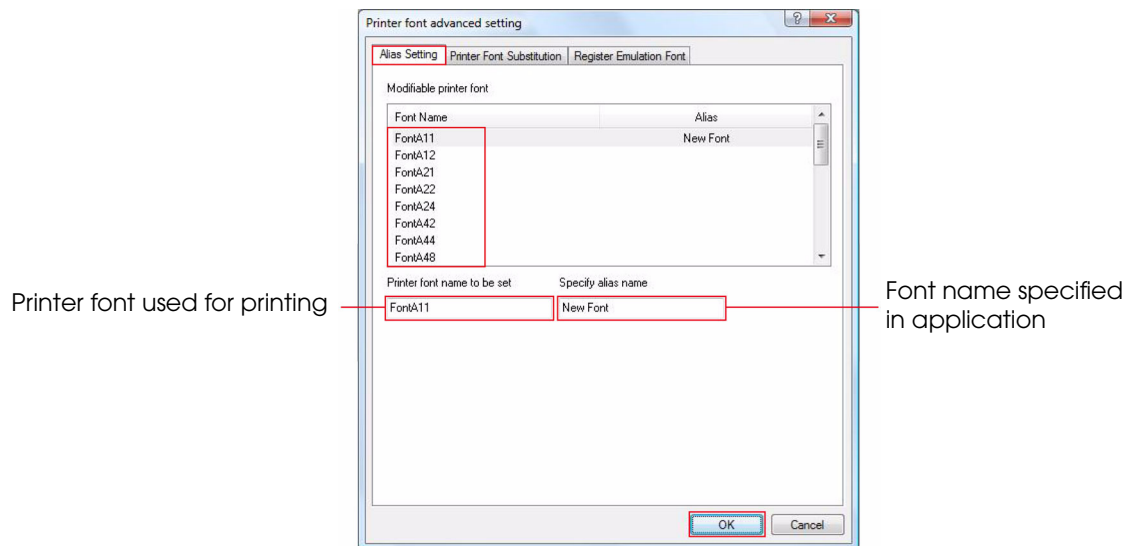 Printer font advanced setting
Alias Setting Printer Font Substitution Register Emulation Font
Modifiable printer font
Font Name Alias
FontA11 New Font
FontA12
FontA21
FontA22
FontA24
FontA42
FontA44
FontA48
Printer font name to be set Specify alias name
Printer font used for printing
FontA11 New Font
Font name specified
in application
OK Cancel